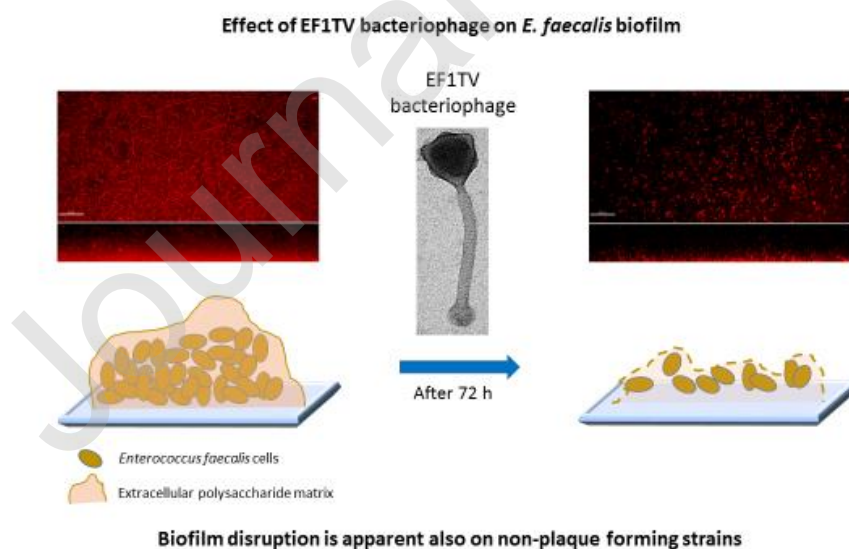 Effect of EF1TV bacteriophage on E. faecalis biofilm
EF1TV
bacteriophage
After 72 h
Enterococcus faecalis cells
Extracellular polysaccharide matrix
Biofilm disruption is apparent also on non-plaque forming strains
Journal